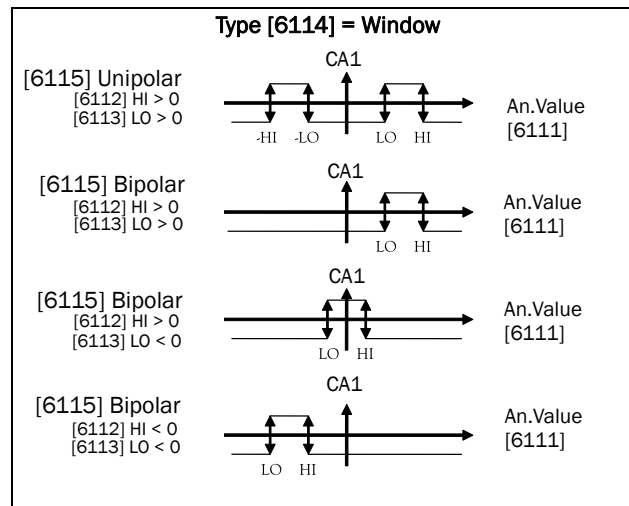 Type [6114] = Window
CA1
[6115] Unipolar
[6112] HI > 0
[6113] LO > 0
-HI -LO LO HI
An.Value
[6111]
CA1
[6115] Bipolar
[6112] HI > 0
[6113] LO > 0
LO HI
An.Value
[6111]
CA1
[6115] Bipolar
[6112] HI > 0
[6113] LO < 0
LO HI
An.Value
[6111]
CA1
[6115] Bipolar
[6112] HI < 0
[6113] LO < 0
LO HI
An.Value
[6111]